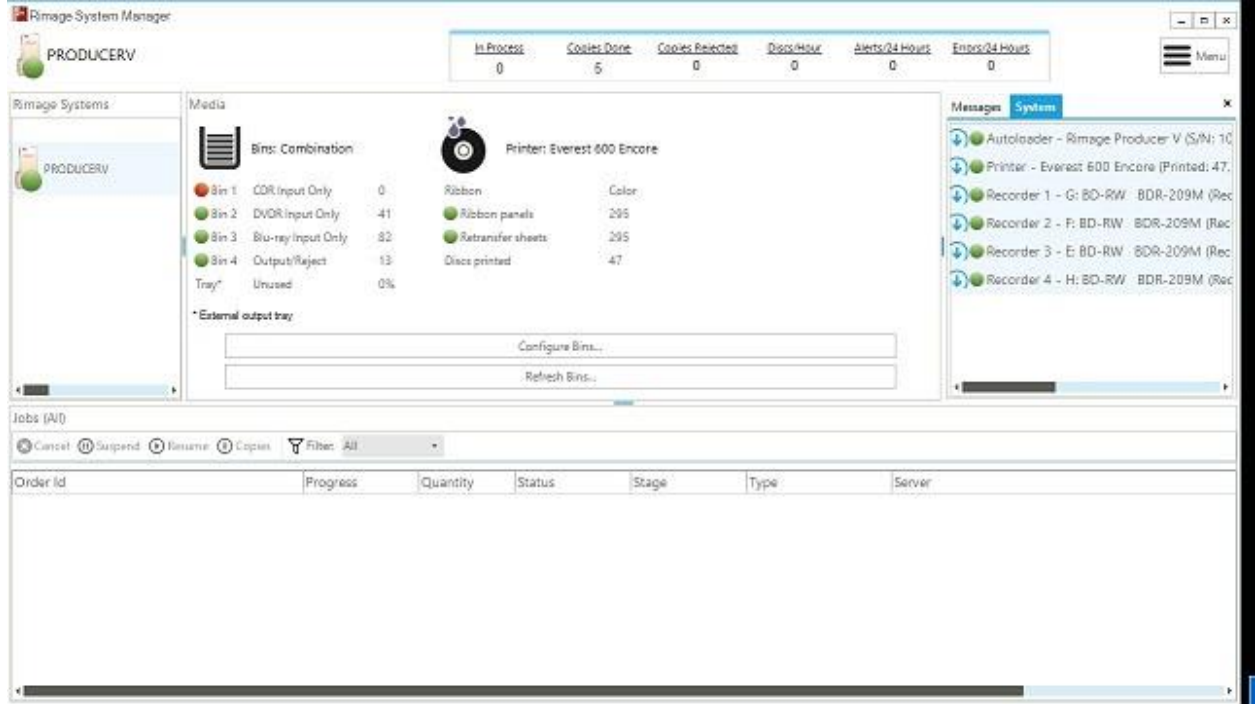 Rimage System Manager
PRODUCERV
In Process Copies Done Copies Rejected Discs/Hour Alerts/24 Hours Errors/24 Hours
0 5 0 0 0 0
Menu
Rimage Systems
PRODUCERV
Media
Bins: Combination
Bin 1 CDR Input Only 0
Bin 2 DVDR Input Only 41
Bin 3 Blu-ray Input Only 82
Bin 4 Output/Reject 13
Tray* Unused 0%
* External output tray
Printer: Everest 600 Encore
Ribbon Color
Ribbon panels 295
Retransfer sheets 295
Discs printed 47
Configure Bins...
Refresh Bins...
Messages System
Autoloader - Rimage Producer V (S/N: 10
Printer - Everest 600 Encore (Printed: 47,
Recorder 1 - G: BD-RW BDR-209M (Rec
Recorder 2 - F: BD-RW BDR-209M (Rec
Recorder 3 - E: BD-RW BDR-209M (Rec
Recorder 4 - H: BD-RW BDR-209M (Rec
Jobs (All)
Cancel Suspend Resume Copies Filter: All
Order Id Progress Quantity Status Stage Type Server